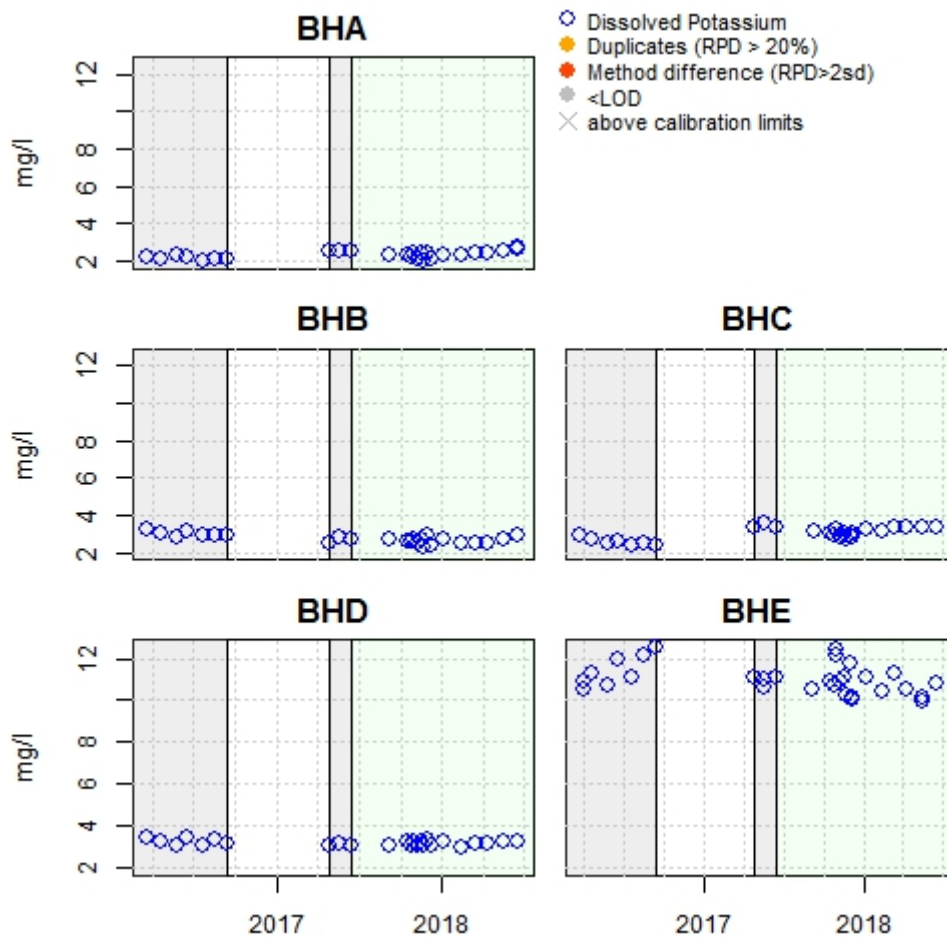 BHA
Dissolved Potassium
Duplicates (RPD > 20%)
Method difference (RPD>2sd)
<LOD
above calibration limits
mg/l
12
8
6
4
2
BHB
BHC
mg/l
12
8
6
4
2
BHD
BHE
mg/l
12
8
6
4
2
2017
2018
2017
2018